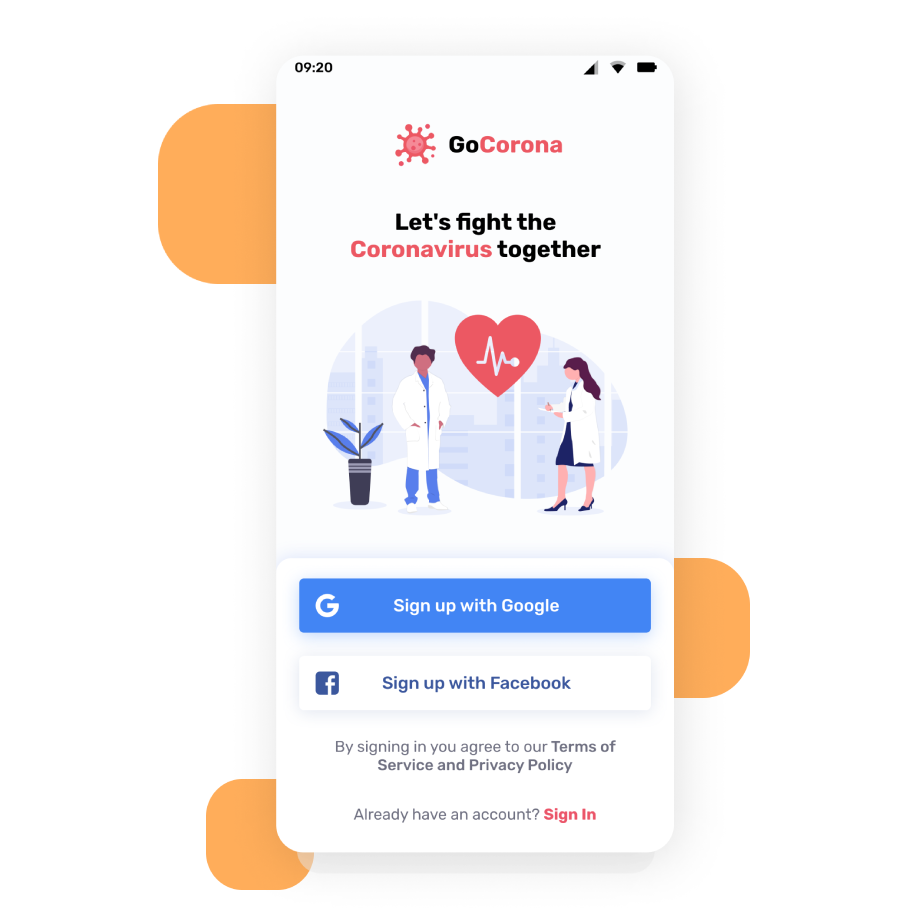 09:20
GoCorona
Let's fight the
Coronavirus together
Sign up with Google
Sign up with Facebook
By signing in you agree to our Terms of
Service and Privacy Policy
Already have an account? Sign In